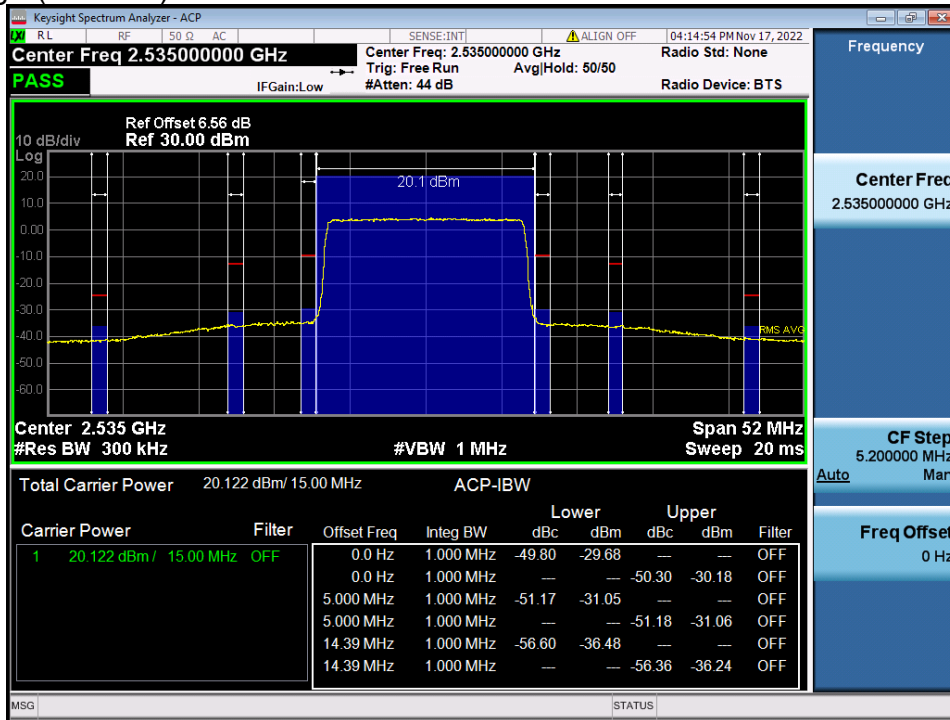 Keysight Spectrum Analyzer - ACP
LXI RL RF 50 Ω AC SENSE:INT ALIGN OFF 04:14:54 PM Nov 17, 2022
Center Freq 2.535000000 GHz Center Freq: 2.535000000 GHz Radio Std: None
Trig: Free Run Avg|Hold: 50/50
PASS IFGain:Low #Atten: 44 dB Radio Device: BTS
Ref Offset 6.56 dB
10 dB/div Ref 30.00 dBm
Log
20.0
20.1 dBm
10.0
0.00
-10.0
-20.0
-30.0
-40.0 RMS AVG
-50.0
-60.0
Center 2.535 GHz Span 52 MHz
#Res BW 300 kHz #VBW 1 MHz Sweep 20 ms
Total Carrier Power 20.122 dBm/ 15.00 MHz ACP-IBW
Lower Upper
Carrier Power Filter Offset Freq Integ BW dBc dBm dBc dBm Filter
1 20.122 dBm / 15.00 MHz OFF 0.0 Hz 1.000 MHz -49.80 -29.68 --- --- OFF
0.0 Hz 1.000 MHz --- --- -50.30 -30.18 OFF
5.000 MHz 1.000 MHz -51.17 -31.05 --- --- OFF
5.000 MHz 1.000 MHz --- --- -51.18 -31.06 OFF
14.39 MHz 1.000 MHz -56.60 -36.48 --- --- OFF
14.39 MHz 1.000 MHz --- --- -56.36 -36.24 OFF
MSG STATUS
Frequency
Center Freq
2.535000000 GHz
CF Step
5.200000 MHz
Auto Man
Freq Offset
0 Hz